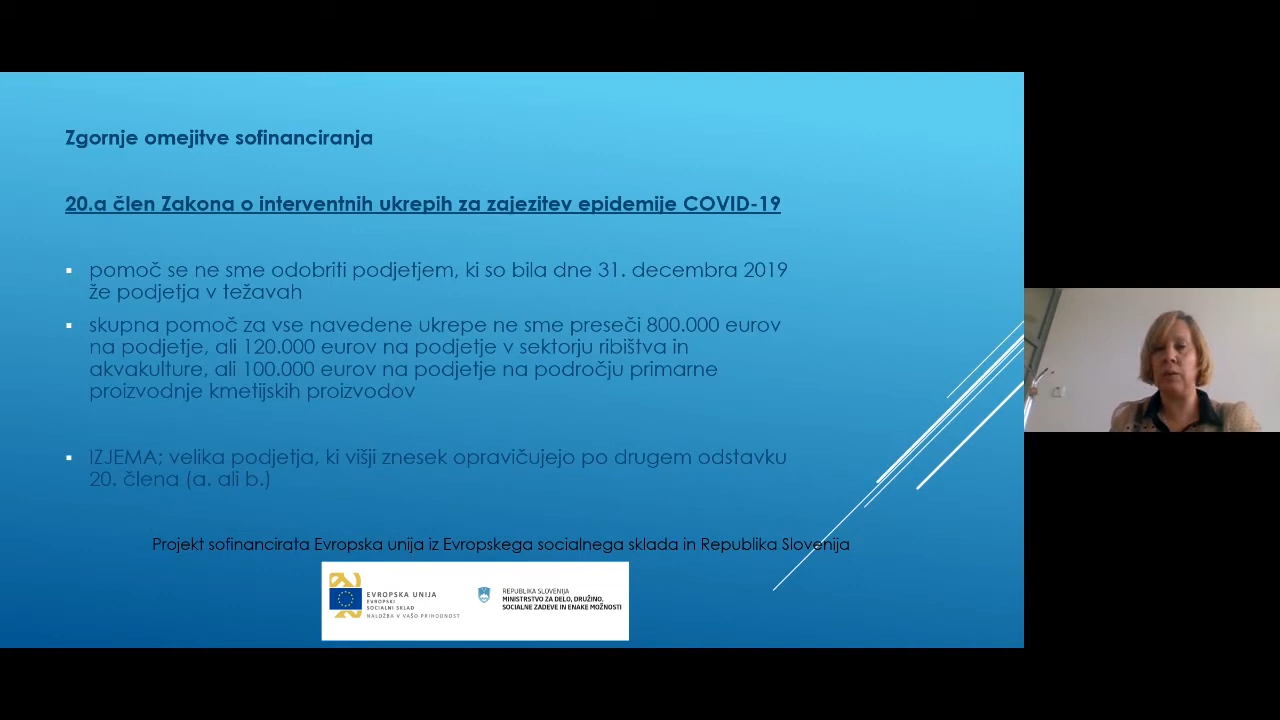 Zgornje omejitve sofinanciranja
20.a člen Zakona o interventnih ukrepih za zajezitev epidemije COVID-19
pomoč se ne sme odobriti podjetjem, ki so bila dne 31. decembra 2019
že podjetja v težavah
skupna pomoč za vse navedene ukrepe ne sme preseči 800.000 eurov
na podjetje, ali 120.000 eurov na podjetje v sektorju ribištva in
akvakulture, ali 100.000 eurov na podjetje na področju primarne
proizvodnje kmetijskih proizvodov
IZJEMA; velika podjetja, ki višji znesek opravičujejo po drugem odstavku
20. člena (a. ali b.)
Projekt sofinancirata Evropska unija iz Evropskega socialnega sklada in Republika Slovenija
EVROPSKA UNIJA
EVROPSKI
SOCIALNI SKLAD
NALOŽBA V VAŠO PRIHODNOST
REPUBLIKA SLOVENIJA
MINISTRSTVO ZA DELO, DRUŽINO,
SOCIALNE ZADEVE IN ENAKE MOŽNOSTI